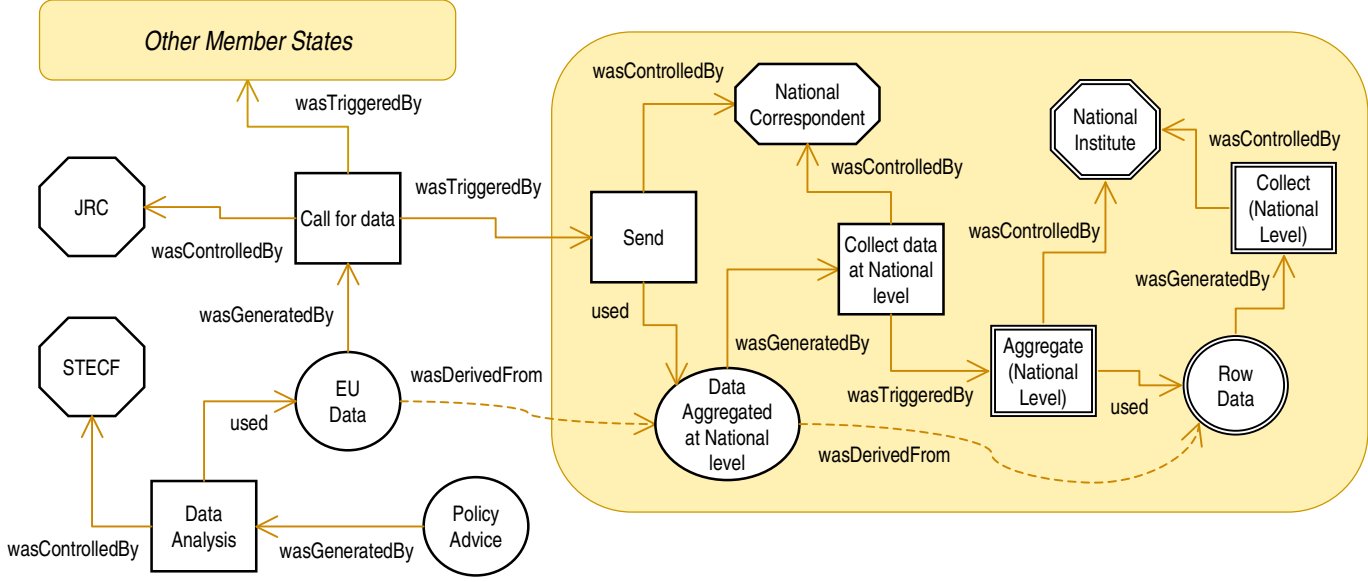 Other Member States
wasTriggeredBy
JRC
Call for data
wasControlledBy
wasTriggeredBy
wasGeneratedBy
STECF
EU
Data
used
wasDerivedFrom
Data
Analysis
wasControlledBy
wasGeneratedBy
Policy
Advice
wasControlledBy
National
Correspondent
wasControlledBy
Send
used
Collect data
at National
level
wasGeneratedBy
wasTriggeredBy
Data
Aggregated
at National
level
wasDerivedFrom
National
Institute
wasControlledBy
wasControlledBy
Collect
(National
Level)
wasGeneratedBy
Aggregate
(National
Level)
used
Row
Data